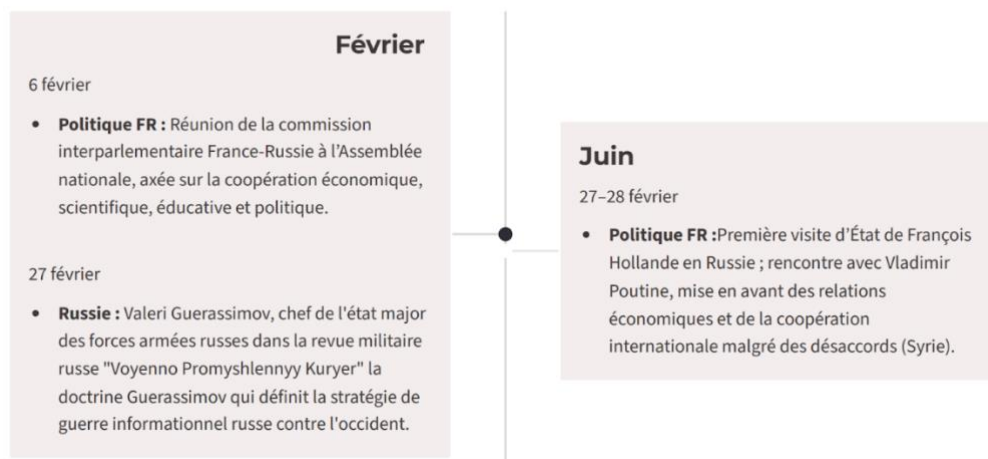 Février
6 février
• Politique FR : Réunion de la commission
interparlementaire France-Russie à l'Assemblée
nationale, axée sur la coopération économique,
scientifique, éducative et politique.
27 février
• Russie : Valeri Guerassimov, chef de l'état major
des forces armées russes dans la revue militaire
russe "Voyenno Promyshlennyy Kuryer" la
doctrine Guerassimov qui définit la stratégie de
guerre informationnel russe contre l'occident.
Juin
27–28 février
• Politique FR :Première visite d'État de François
Hollande en Russie ; rencontre avec Vladimir
Poutine, mise en avant des relations
économiques et de la coopération
internationale malgré des désaccords (Syrie).